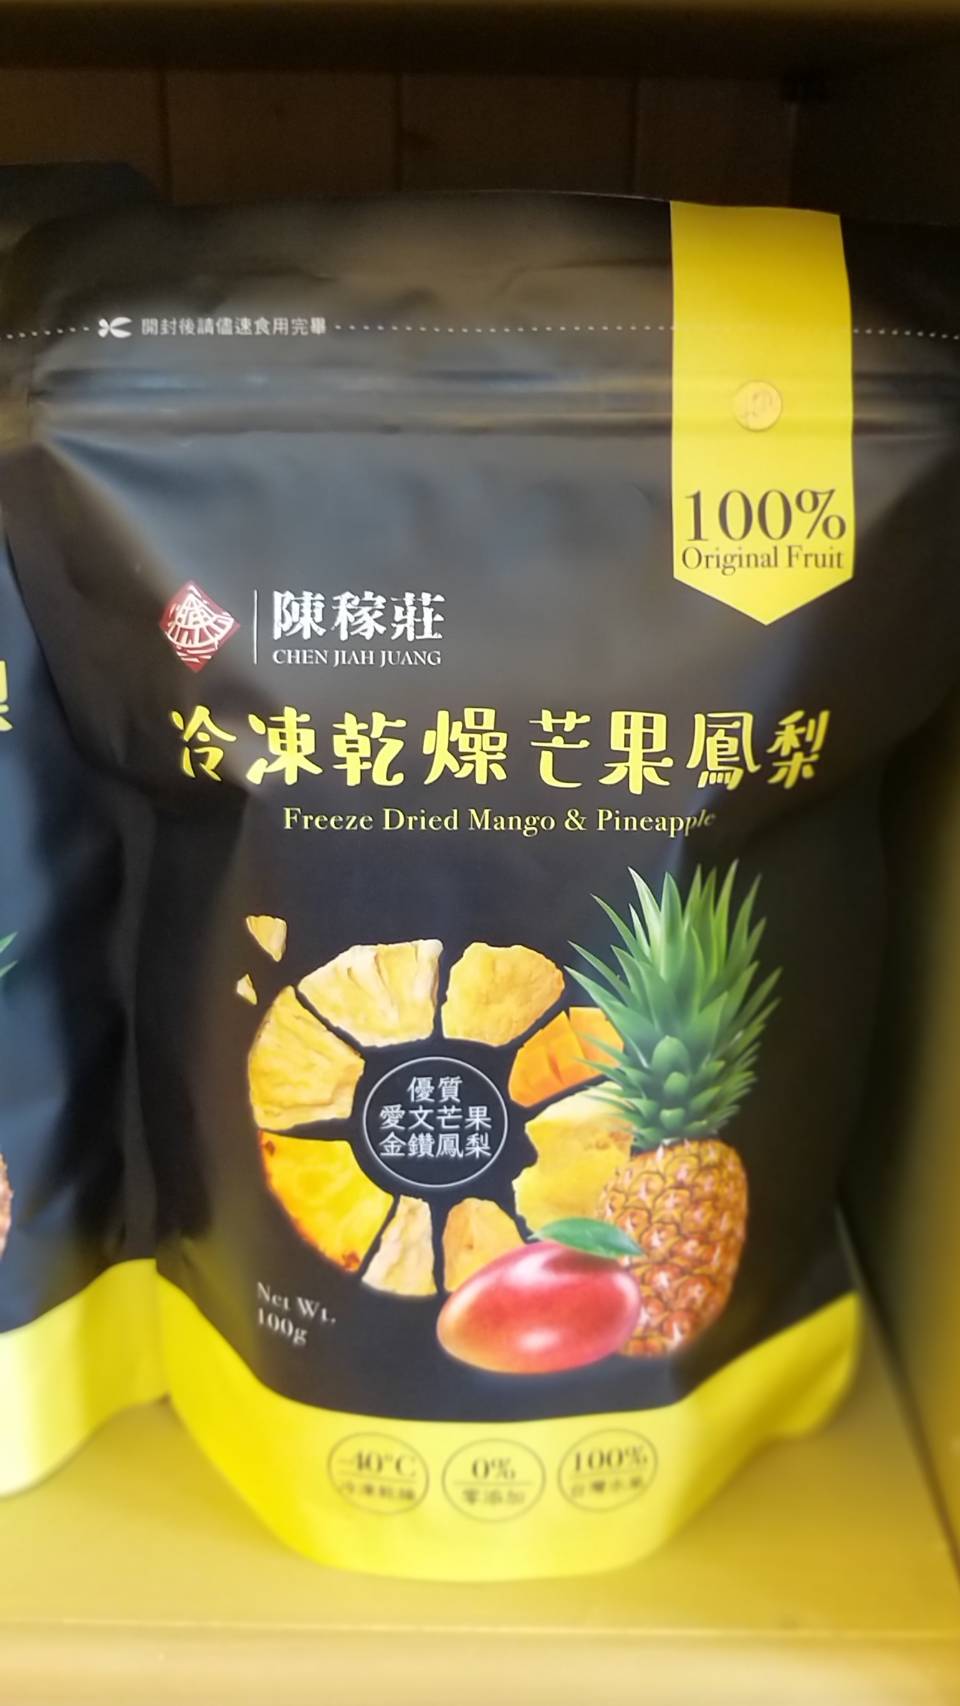 開封後請儘速食用完畢
100%
Original Fruit
陳稼莊
CHEN JIAH JUANG
冷凍乾燥芒果鳳梨
Freeze Dried Mango & Pineapple
優質
愛文芒果
金鑽鳳梨
Net Wt.
100g
-40°C
冷凍乾燥
0%
零添加
100%
台灣水果